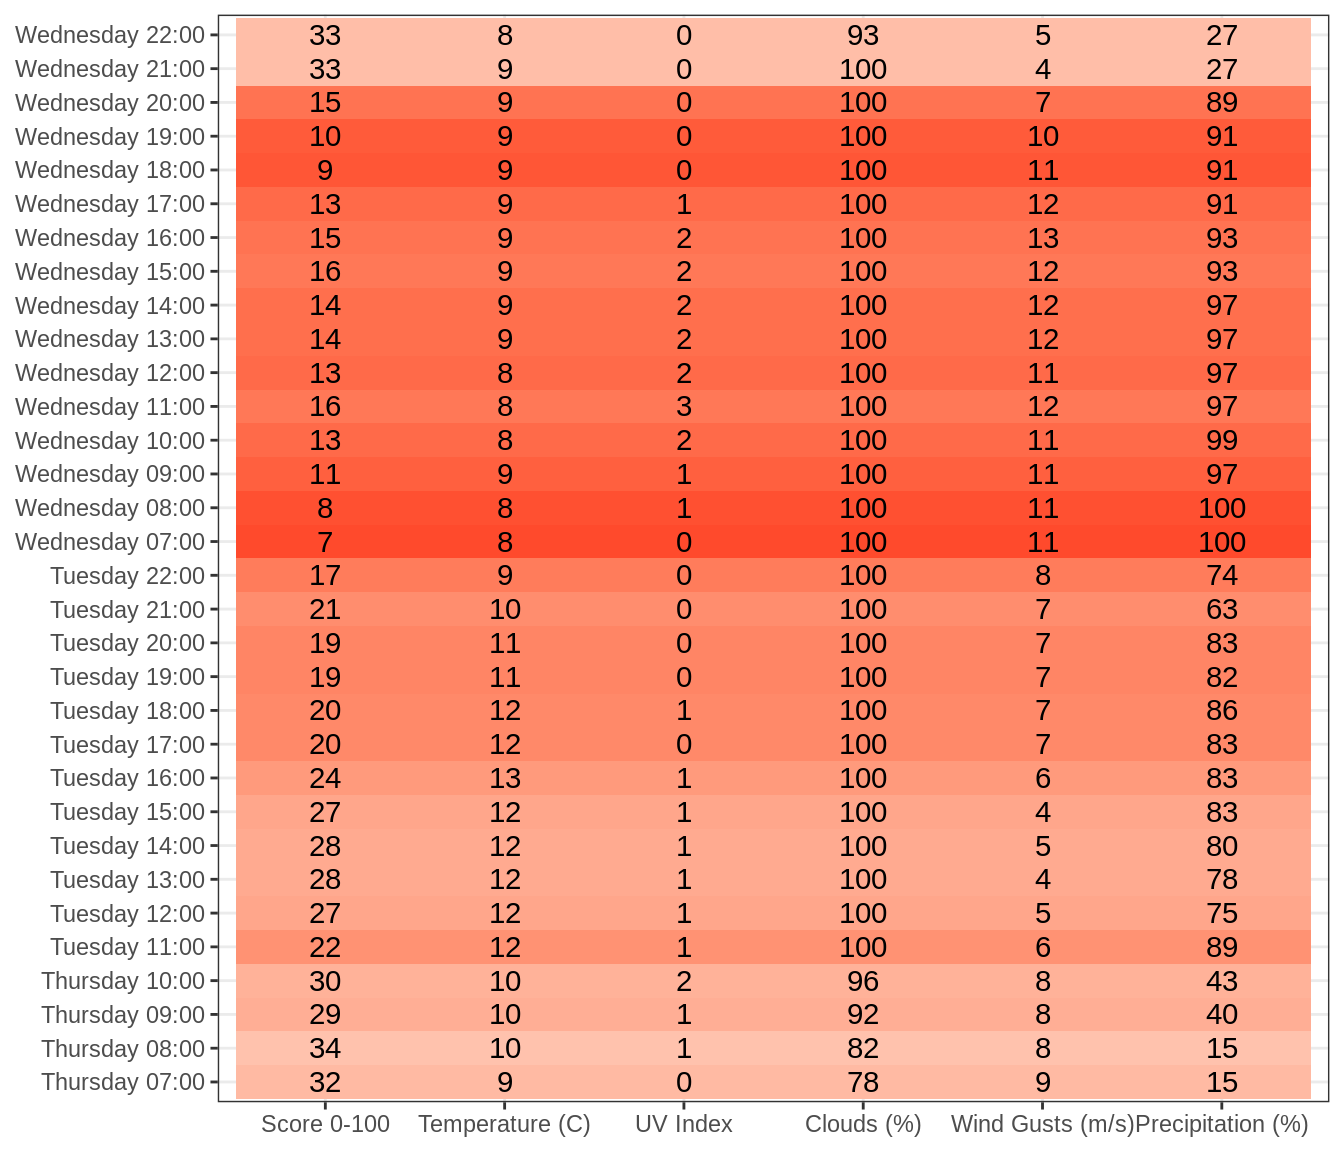 Wednesday 22:00 33 8 0 93 5 27
Wednesday 21:00 33 9 0 100 4 27
Wednesday 20:00 15 9 0 100 7 89
Wednesday 19:00 10 9 0 100 10 91
Wednesday 18:00 9 9 0 100 11 91
Wednesday 17:00 13 9 1 100 12 91
Wednesday 16:00 15 9 2 100 13 93
Wednesday 15:00 16 9 2 100 12 93
Wednesday 14:00 14 9 2 100 12 97
Wednesday 13:00 14 9 2 100 12 97
Wednesday 12:00 13 8 2 100 11 97
Wednesday 11:00 16 8 3 100 12 97
Wednesday 10:00 13 8 2 100 11 99
Wednesday 09:00 11 9 1 100 11 97
Wednesday 08:00 8 8 1 100 11 100
Wednesday 07:00 7 8 0 100 11 100
Tuesday 22:00 17 9 0 100 8 74
Tuesday 21:00 21 10 0 100 7 63
Tuesday 20:00 19 11 0 100 7 83
Tuesday 19:00 19 11 0 100 7 82
Tuesday 18:00 20 12 1 100 7 86
Tuesday 17:00 20 12 0 100 7 83
Tuesday 16:00 24 13 1 100 6 83
Tuesday 15:00 27 12 1 100 4 83
Tuesday 14:00 28 12 1 100 5 80
Tuesday 13:00 28 12 1 100 4 78
Tuesday 12:00 27 12 1 100 5 75
Tuesday 11:00 22 12 1 100 6 89
Thursday 10:00 30 10 2 96 8 43
Thursday 09:00 29 10 1 92 8 40
Thursday 08:00 34 10 1 82 8 15
Thursday 07:00 32 9 0 78 9 15
Score 0-100 Temperature (C) UV Index Clouds (%) Wind Gusts (m/s) Precipitation (%)